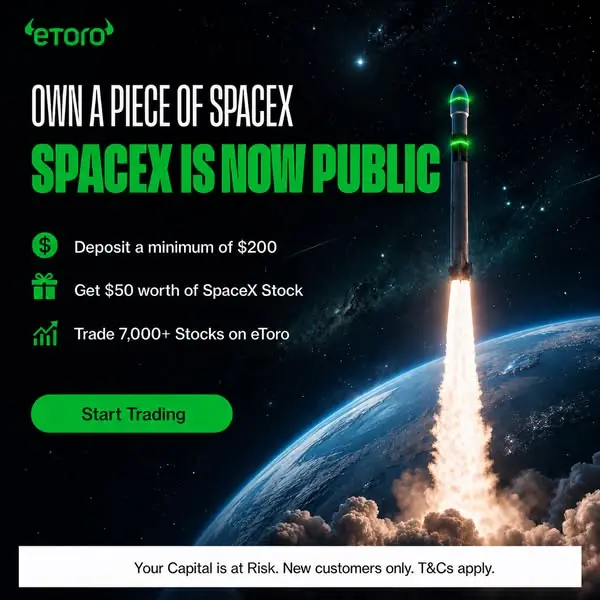 eToro
OWN A PIECE OF SPACEX
SPACEX IS NOW PUBLIC
Deposit a minimum of $200
Get $50 worth of SpaceX Stock
Trade 7,000+ Stocks on eToro
Start Trading
Your Capital is at Risk. New customers only. T&Cs apply.